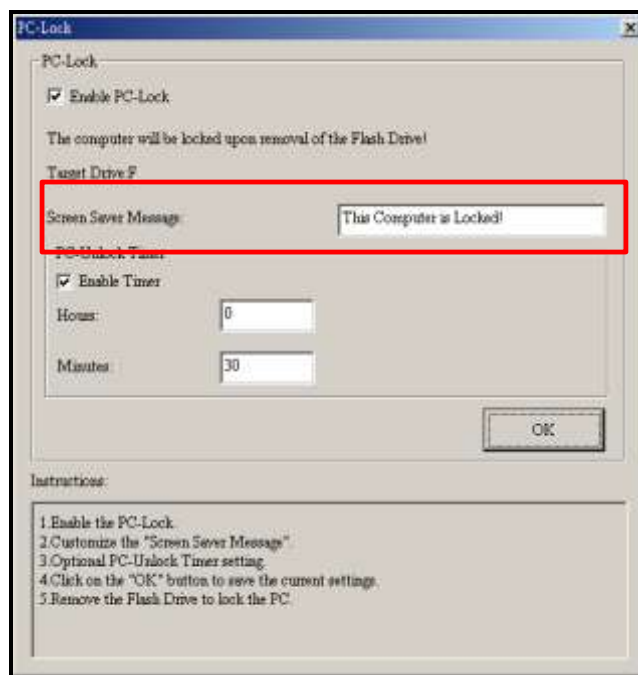 PC-Lock
PC-Lock
Enable PC-Lock
The computer will be locked upon removal of the Flash Drive!
Target Drive:F
Screen Saver Message: This Computer is Locked!
PC-Unlock Timer
Enable Timer
Hours: 0
Minutes: 30
OK
Instructions:
1.Enable the PC-Lock.
2.Customize the "Screen Saver Message".
3.Optional PC-Unlock Timer setting.
4.Click on the "OK" button to save the current settings.
5.Remove the Flash Drive to lock the PC.